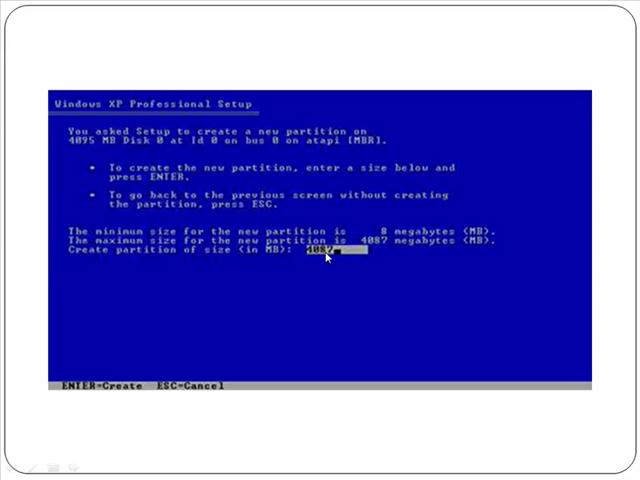 Windows XP Professional Setup
You asked Setup to create a new partition on
4095 MB Disk 0 at Id 0 on bus 0 on atapi [MBR].
• To create the new partition, enter a size below and
press ENTER.
• To go back to the previous screen without creating
the partition, press ESC.
The minimum size for the new partition is 8 megabytes (MB).
The maximum size for the new partition is 4087 megabytes (MB).
Create partition of size (in MB): 4087_
ENTER=Create ESC=Cancel